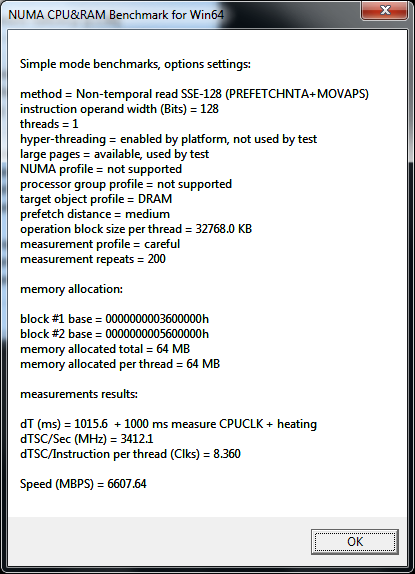 NUMA CPU&RAM Benchmark for Win64
Simple mode benchmarks, options settings:
method = Non-temporal read SSE-128 (PREFETCHNTA+MOVAPS)
instruction operand width (Bits) = 128
threads = 1
hyper-threading = enabled by platform, not used by test
large pages = available, used by test
NUMA profile = not supported
processor group profile = not supported
target object profile = DRAM
prefetch distance = medium
operation block size per thread = 32768.0 KB
measurement profile = careful
measurement repeats = 200
memory allocation:
block #1 base = 0000000003600000h
block #2 base = 0000000005600000h
memory allocated total = 64 MB
memory allocated per thread = 64 MB
measurements results:
dT (ms) = 1015.6  + 1000 ms measure CPUCLK + heating
dTSC/Sec (MHz) = 3412.1
dTSC/Instruction per thread (Clks) = 8.360
Speed (MBPS) = 6607.64
OK